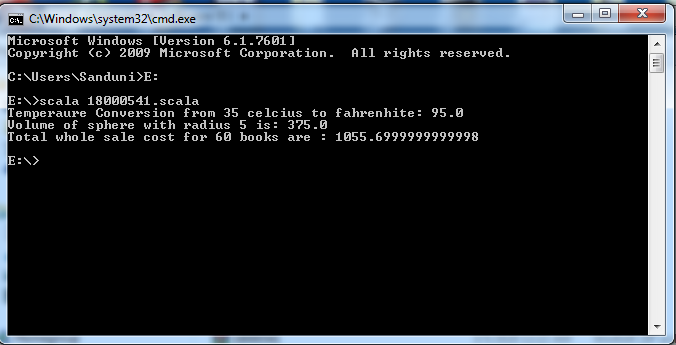 C:\Windows\system32\cmd.exe
Microsoft Windows [Version 6.1.7601]
Copyright (c) 2009 Microsoft Corporation.  All rights reserved.
C:\Users\Sanduni>E:
E:\>scala 18000541.scala
Temperaure Conversion from 35 celcius to fahrenhite: 95.0
Volume of sphere with radius 5 is: 375.0
Total whole sale cost for 60 books are : 1055.6999999999998
E:\>